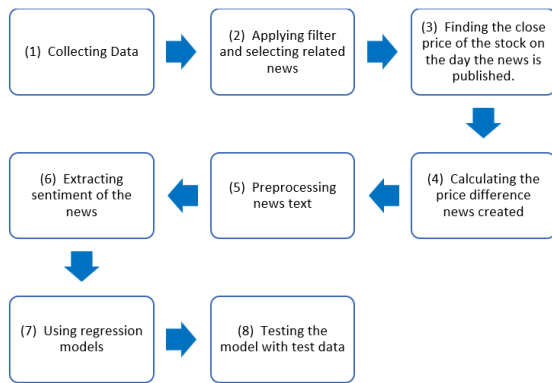 (1) Collecting Data
(2) Applying filter
and selecting related
news
(3) Finding the close
price of the stock on
the day the news is
published.
(4) Calculating the
price difference
news created
(5) Preprocessing
news text
(6) Extracting
sentiment of the
news
(7) Using regression
models
(8) Testing the
model with test data